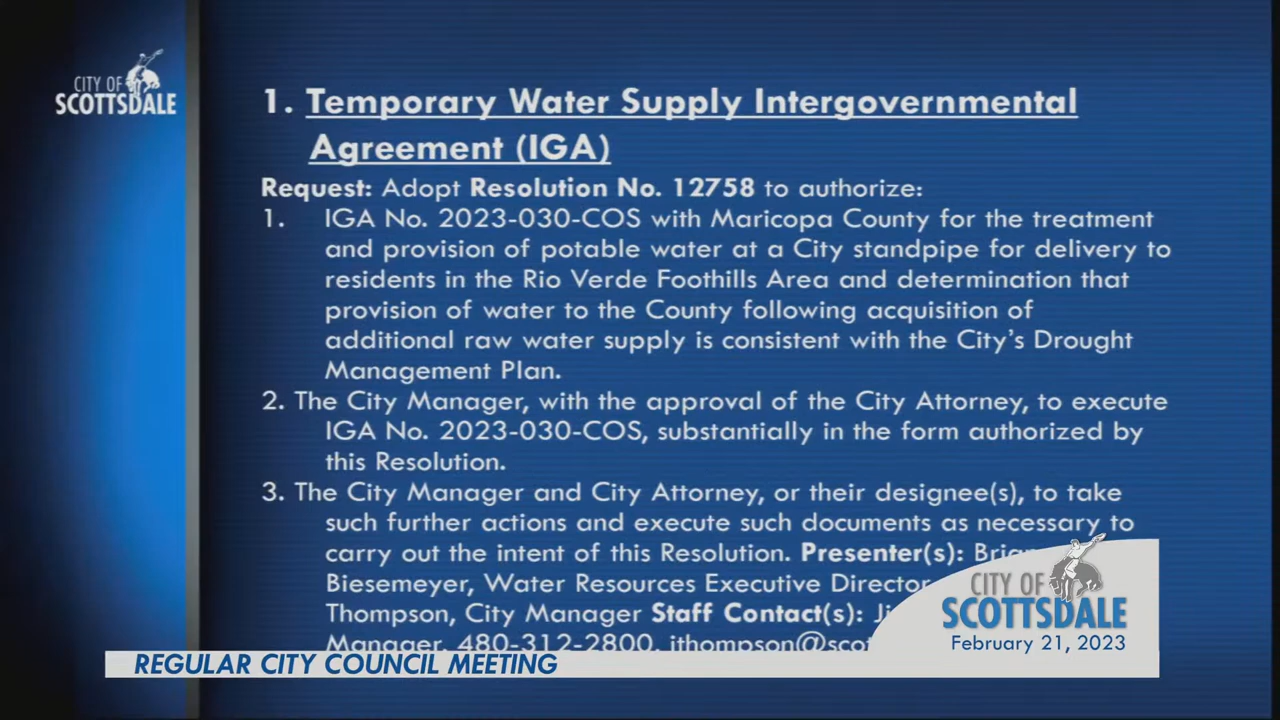 CITY OF
SCOTTSDALE
1. Temporary Water Supply Intergovernmental
Agreement (IGA)
Request: Adopt Resolution No. 12758 to authorize:
1. IGA No. 2023-030-COS with Maricopa County for the treatment
and provision of potable water at a City standpipe for delivery to
residents in the Rio Verde Foothills Area and determination that
provision of water to the County following acquisition of
additional raw water supply is consistent with the City's Drought
Management Plan.
2. The City Manager, with the approval of the City Attorney, to execute
IGA No. 2023-030-COS, substantially in the form authorized by
this Resolution.
3. The City Manager and City Attorney, or their designee(s), to take
such further actions and execute such documents as necessary to
carry out the intent of this Resolution. Presenter(s):
Biesemeyer, Water Resources Executive Director
Thompson, City Manager Staff Contact(s):
Manager, 480-312-2800, jthompson@scot
CITY OF
SCOTTSDALE
February 21, 2023
REGULAR CITY COUNCIL MEETING